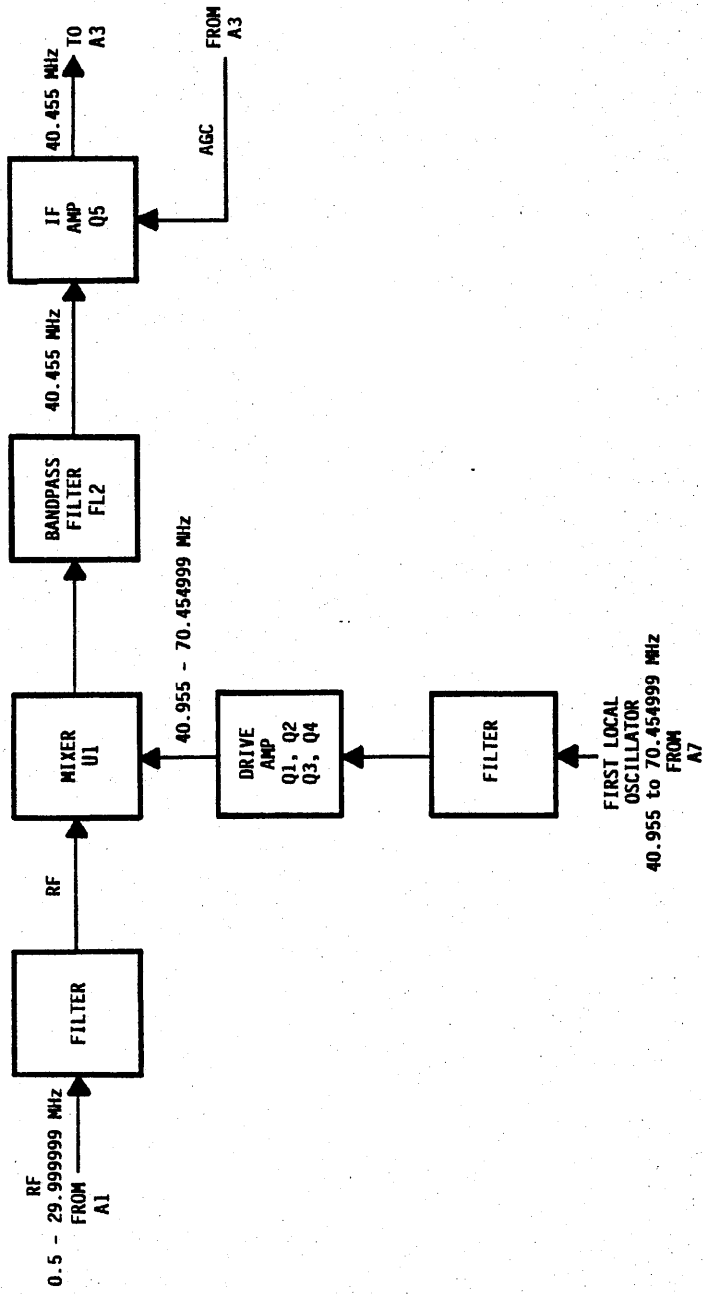 RF
0.5 - 29.999999 MHz
FROM
A1
FILTER
RF
MIXER
U1
BANDPASS
FILTER
FL2
40.455 MHz
IF
AMP
Q5
40.455 MHz
TO
A3
AGC
FROM
A3
40.955 - 70.454999 MHz
DRIVE
AMP
Q1, Q2
Q3, Q4
FILTER
FIRST LOCAL
OSCILLATOR
40.955 to 70.454999 MHz
FROM
A7